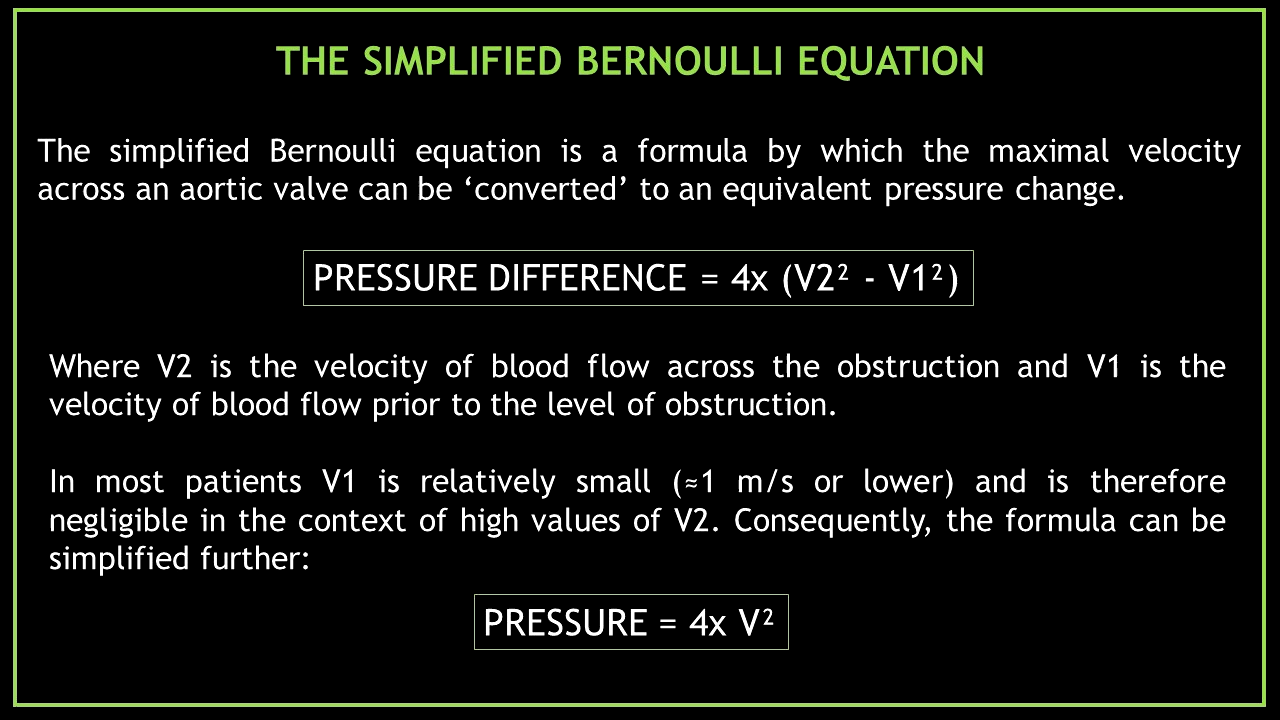 THE SIMPLIFIED BERNOULLI EQUATION
The simplified Bernoulli equation is a formula by which the maximal velocity
across an aortic valve can be ‘converted’ to an equivalent pressure change.
PRESSURE DIFFERENCE = 4x (V2² - V1²)
Where V2 is the velocity of blood flow across the obstruction and V1 is the
velocity of blood flow prior to the level of obstruction.
In most patients V1 is relatively small (≈1 m/s or lower) and is therefore
negligible in the context of high values of V2. Consequently, the formula can be
simplified further:
PRESSURE = 4x V²